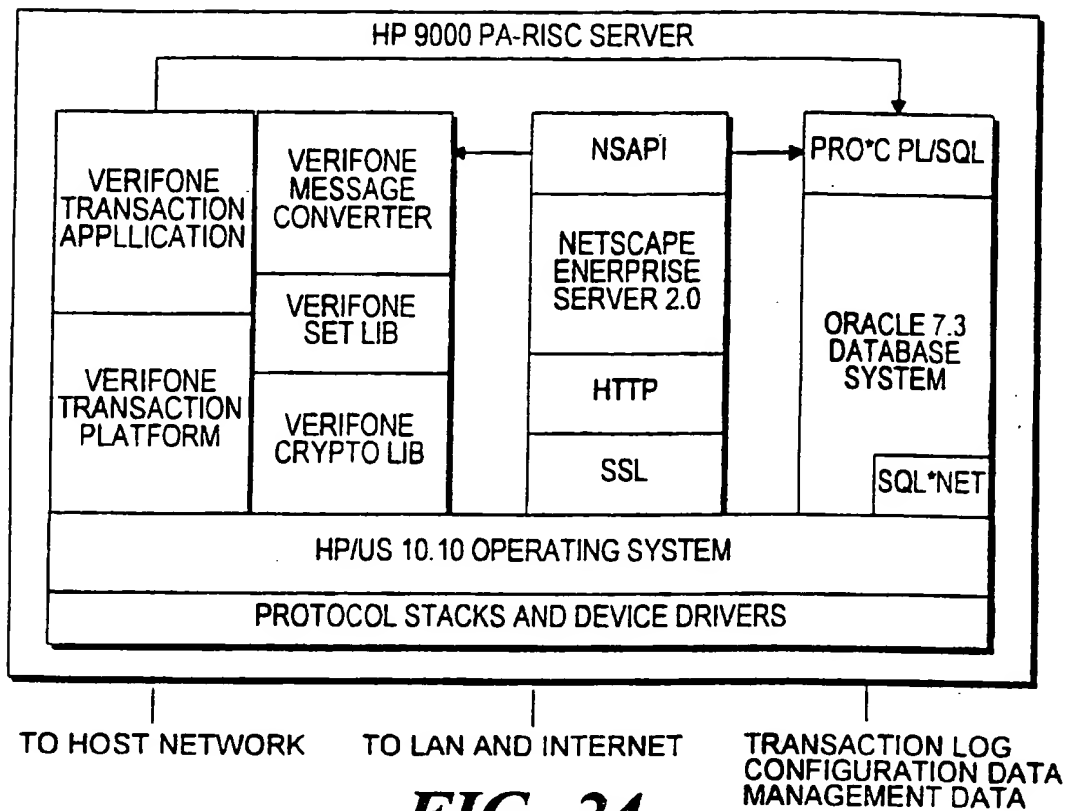 HP 9000 PA-RISC SERVER
VERIFONE
TRANSACTION
APPLLICATION
VERIFONE
TRANSACTION
PLATFORM
VERIFONE
MESSAGE
CONVERTER
VERIFONE
SET LIB
VERIFONE
CRYPTO LIB
NSAPI
NETSCAPE
ENERPRISE
SERVER 2.0
HTTP
SSL
PRO*C PL/SQL
ORACLE 7.3
DATABASE
SYSTEM
SQL*NET
HP/US 10.10 OPERATING SYSTEM
PROTOCOL STACKS AND DEVICE DRIVERS
TO HOST NETWORK
TO LAN AND INTERNET
TRANSACTION LOG
CONFIGURATION DATA
MANAGEMENT DATA
FIG. 24